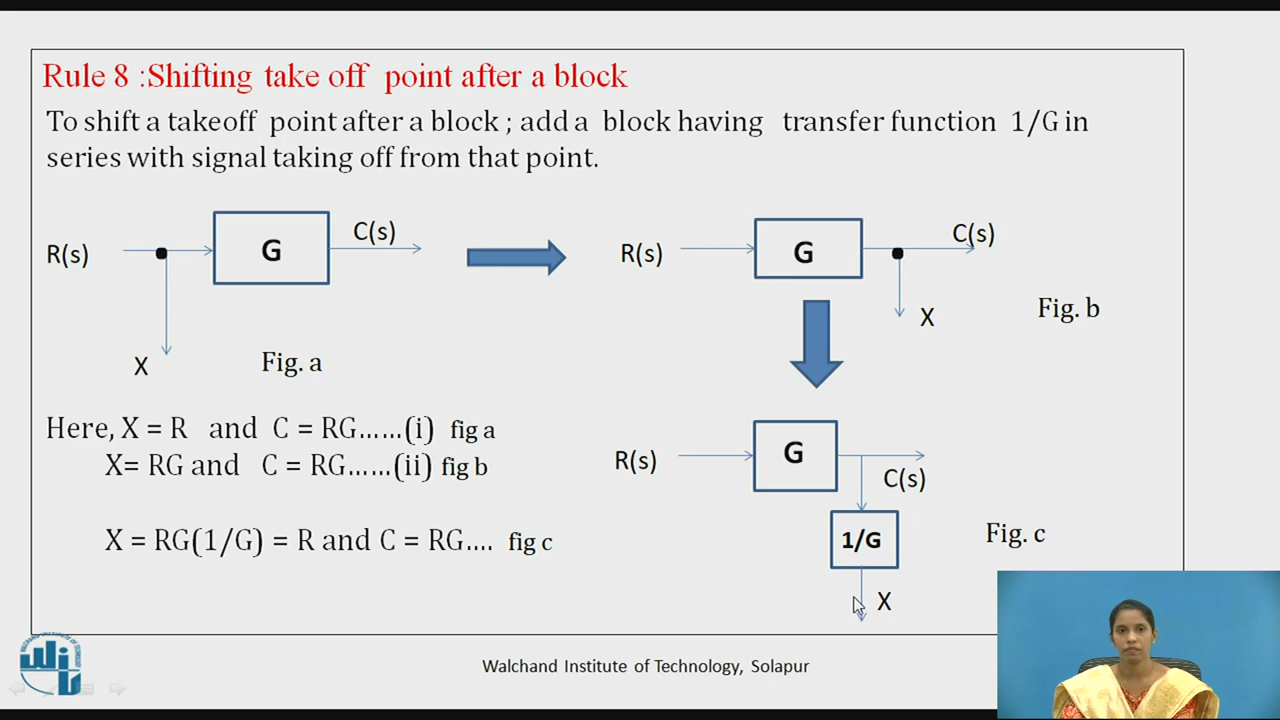 Rule 8 :Shifting take off point after a block
To shift a takeoff point after a block ; add a block having transfer function 1/G in
series with signal taking off from that point.
R(s)
G
C(s)
X
Fig. a
R(s)
G
C(s)
X
Fig. b
Here, X = R and C = RG......(i) fig a
X= RG and C = RG......(ii) fig b
X = RG(1/G) = R and C = RG.... fig c
R(s)
G
C(s)
1/G
X
Fig. c
WiT
Walchand Institute of Technology, Solapur